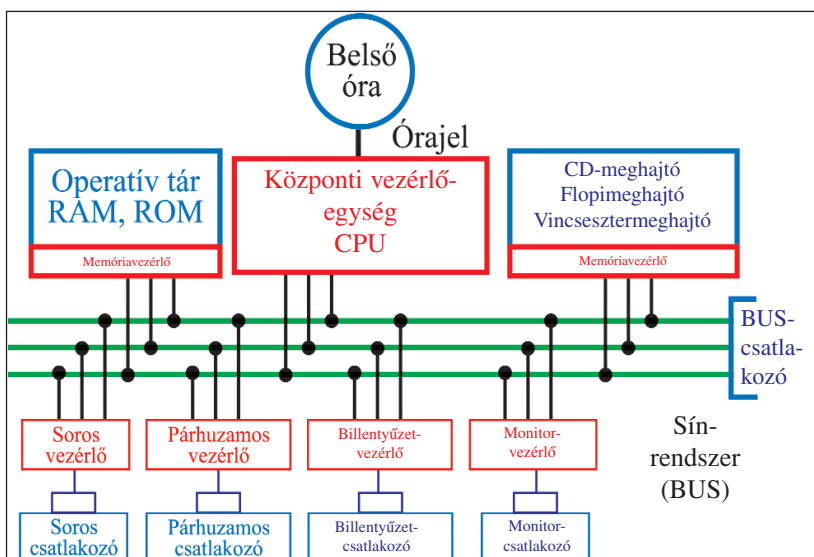 Belső
óra
Órajel
Operatív tár
RAM, ROM
Memóriavezérlő
Központi vezérlő-
egység
CPU
CD-meghajtó
Flopimeghajtó
Vincsesztermeghajtó
Memóriavezérlő
BUS-
csatla-
kozó
Soros
vezérlő
Párhuzamos
vezérlő
Billentyűzet-
vezérlő
Monitor-
vezérlő
Sín-
rendszer
(BUS)
Soros
csatlakozó
Párhuzamos
csatlakozó
Billentyűzet-
csatlakozó
Monitor-
csatlakozó